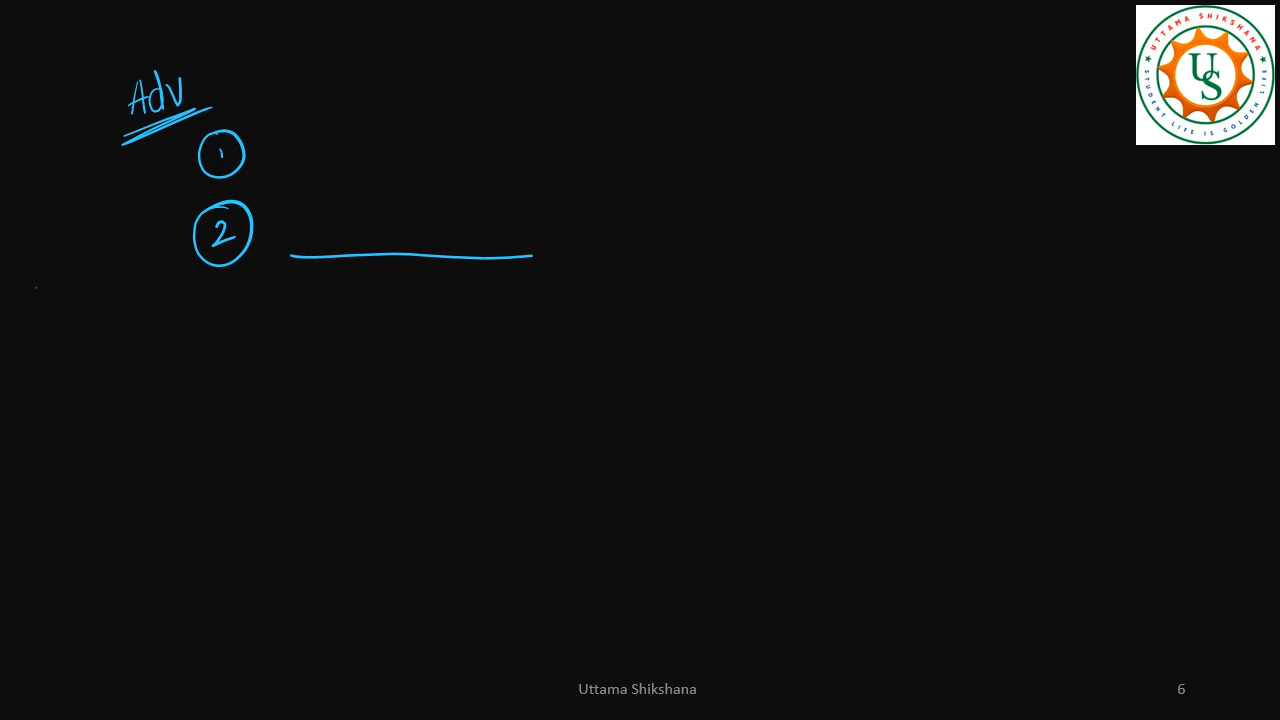 Adv
1
2
UTTAMA SHIKSHANA
US
STUDENT LIFE IS GOLDEN LIFE
Uttama Shikshana
6